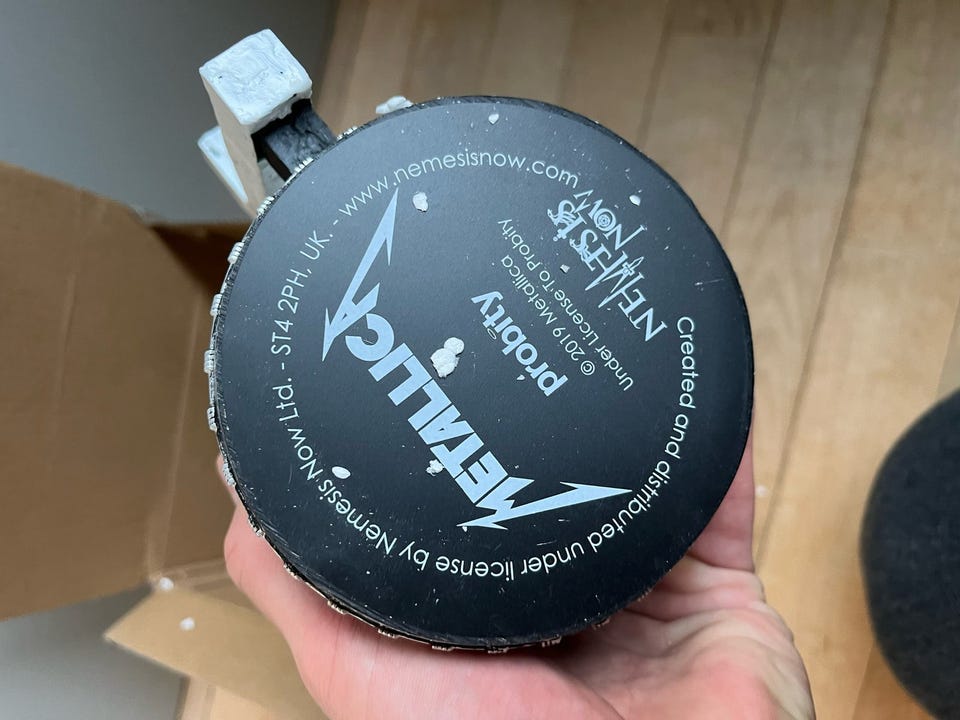 METALLICA
probity
© 2019 Metallica
Under License To Probity
NEMESIS
NOW
Created and distributed under license by Nemesis Now Ltd. - ST4 2PH, UK. - www.nemesisnow.com